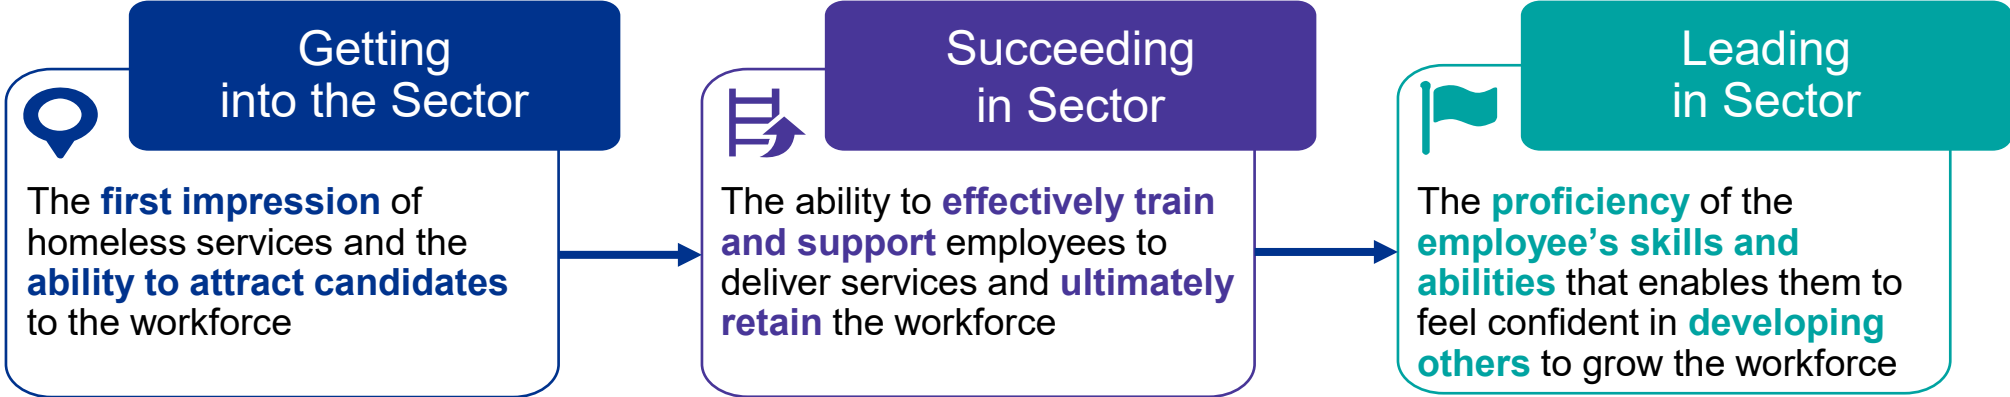 Getting
into the Sector
The first impression of
homeless services and the
ability to attract candidates
to the workforce
Succeeding
in Sector
The ability to effectively train
and support employees to
deliver services and ultimately
retain the workforce
Leading
in Sector
The proficiency of the
employee’s skills and
abilities that enables them to
feel confident in developing
others to grow the workforce